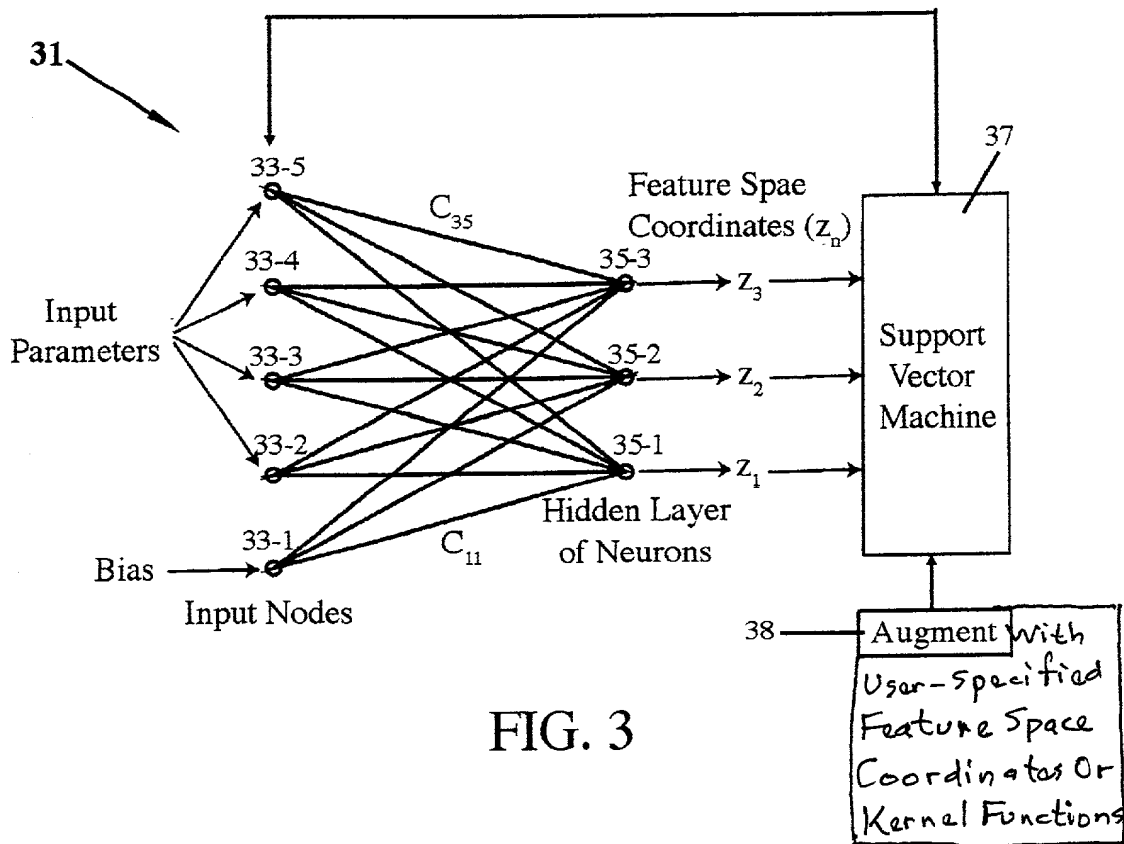 31
37
33-5
C35
Feature Spae
Coordinates (zn)
33-4
35-3
z3
Input
Parameters
33-3
35-2
z2
Support
Vector
Machine
33-2
35-1
z1
Hidden Layer
of Neurons
33-1
C11
Bias
Input Nodes
38
Augment With
User-Specified
Feature Space
Coordinates Or
Kernel Functions
FIG. 3